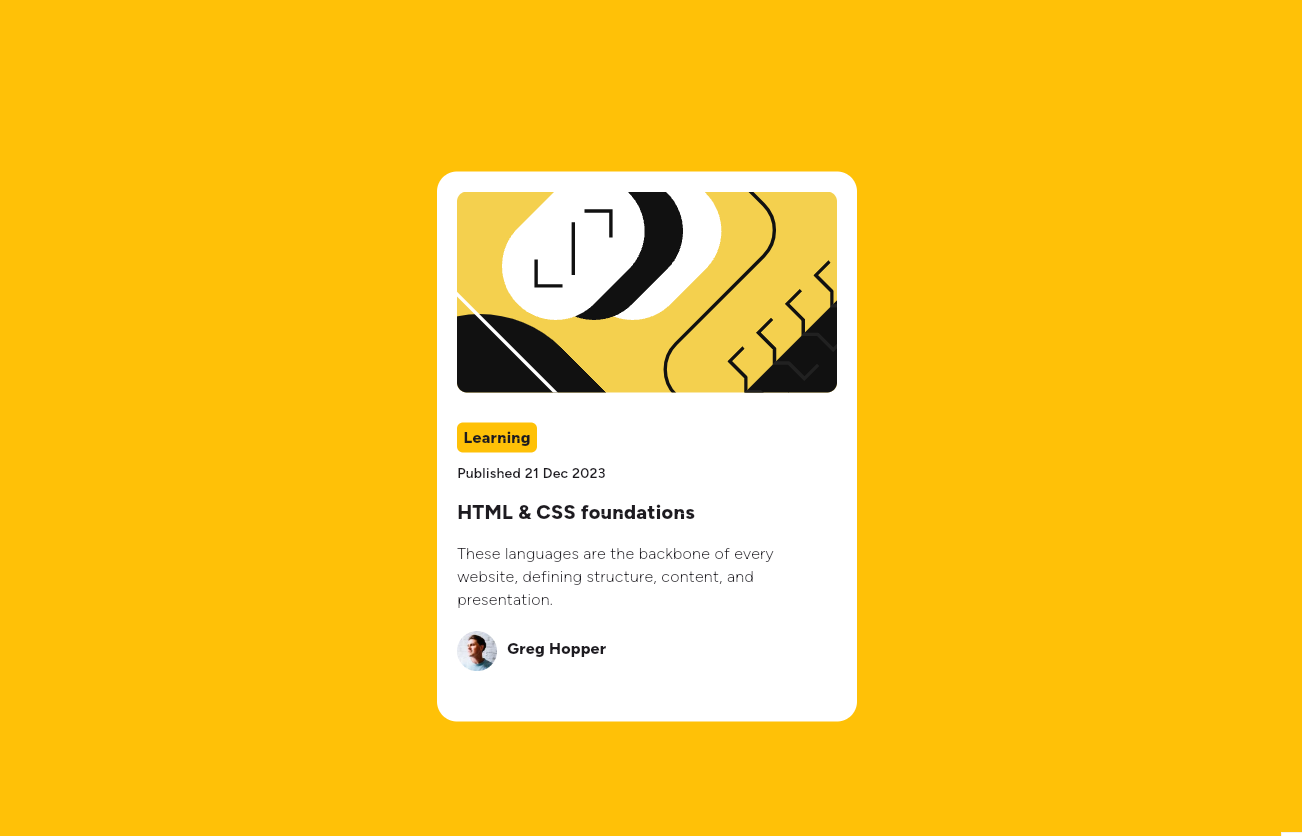 Learning
Published 21 Dec 2023
HTML & CSS foundations
These languages are the backbone of every
website, defining structure, content, and
presentation.
Greg Hopper